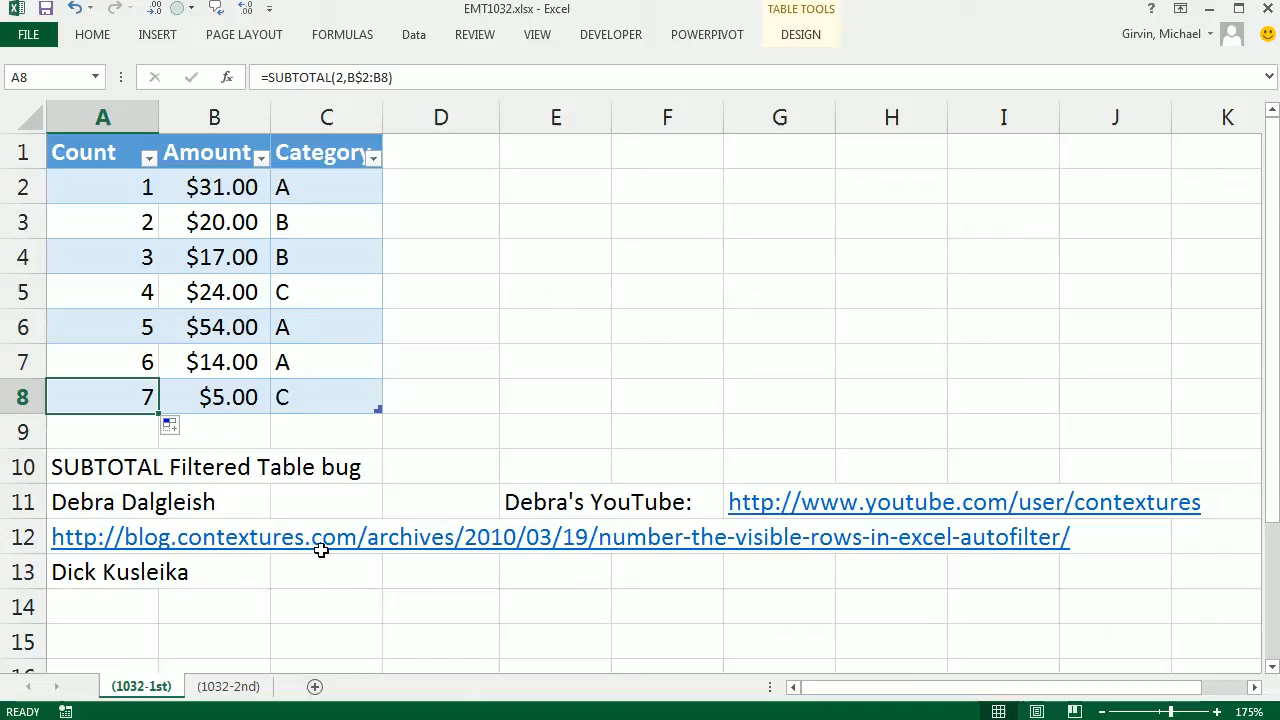 EMT1032.xlsx - Excel
TABLE TOOLS
?
FILE HOME INSERT PAGE LAYOUT FORMULAS Data REVIEW VIEW DEVELOPER POWERPIVOT DESIGN Girvin, Michael
A8 fx =SUBTOTAL(2,B$2:B8)
A B C D E F G H I J K
1 Count Amount Category
2 1 $31.00 A
3 2 $20.00 B
4 3 $17.00 B
5 4 $24.00 C
6 5 $54.00 A
7 6 $14.00 A
8 7 $5.00 C
9
10 SUBTOTAL Filtered Table bug
11 Debra Dalgleish Debra's YouTube: http://www.youtube.com/user/contextures
12 http://blog.contextures.com/archives/2010/03/19/number-the-visible-rows-in-excel-autofilter/
13 Dick Kusleika
14
15
(1032-1st) (1032-2nd)
READY 175%